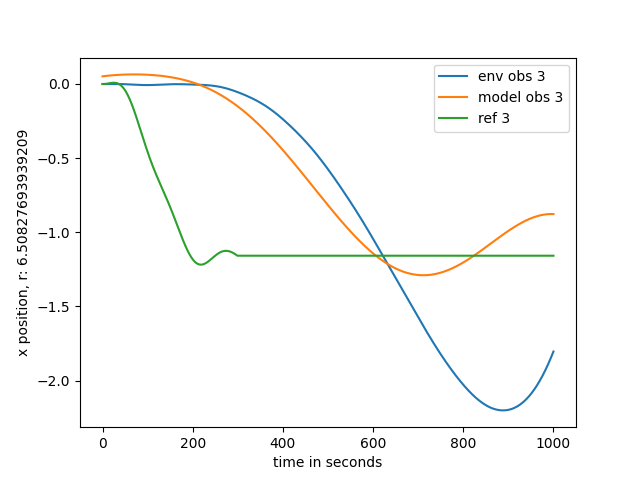 env obs 3
model obs 3
ref 3
0.0
−0.5
−1.0
−1.5
−2.0
x position, r: 6.50827693939209
0
200
400
600
800
1000
time in seconds